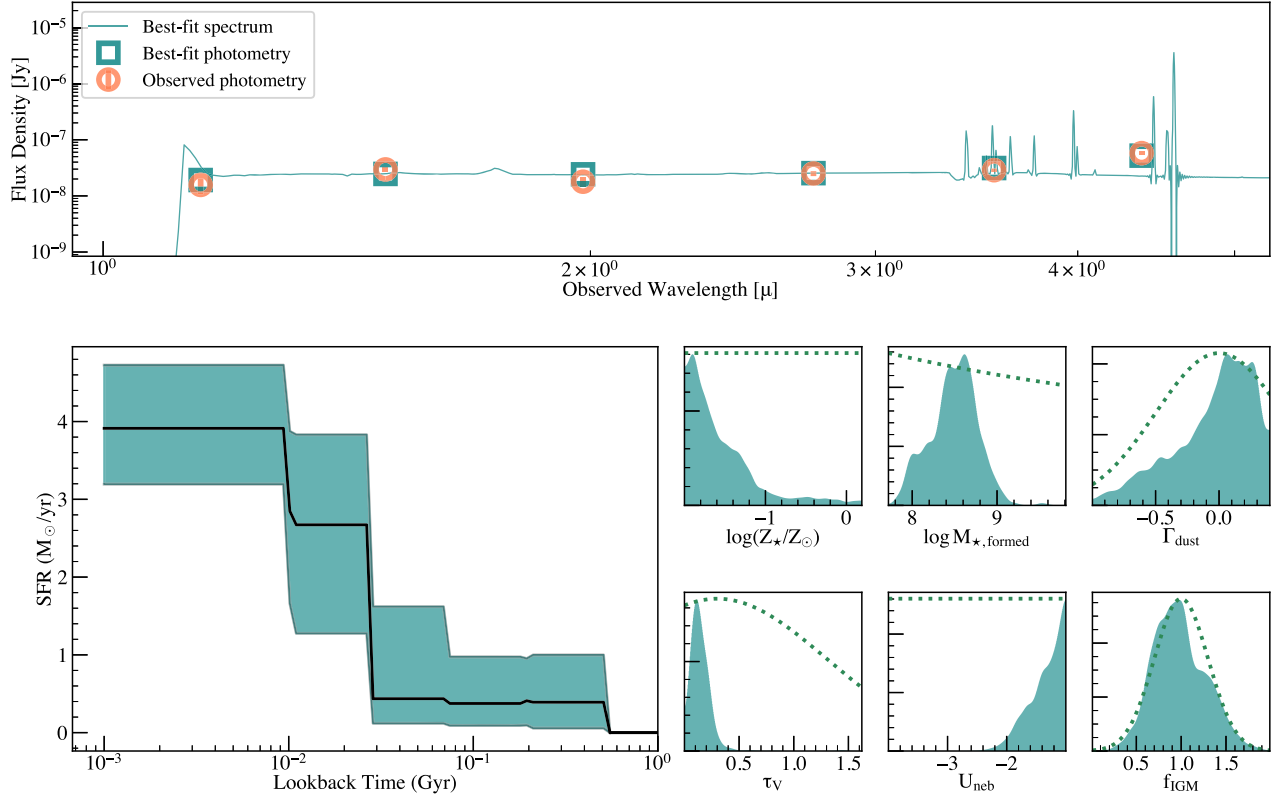 Best-fit spectrum
Best-fit photometry
Observed photometry
Flux Density [Jy]
10⁻⁵
10⁻⁶
10⁻⁷
10⁻⁸
10⁻⁹
10⁰ 2 × 10⁰ 3 × 10⁰ 4 × 10⁰
Observed Wavelength [μ]
SFR (M⊙/yr)
4
3
2
1
0
10⁻³ 10⁻² 10⁻¹ 10⁰
Lookback Time (Gyr)
−1 0
log(Z⋆/Z⊙)
8 9
log M⋆,formed
−0.5 0.0
Γdust
0.5 1.0 1.5
τV
−3 −2
Uneb
0.5 1.0 1.5
fIGM